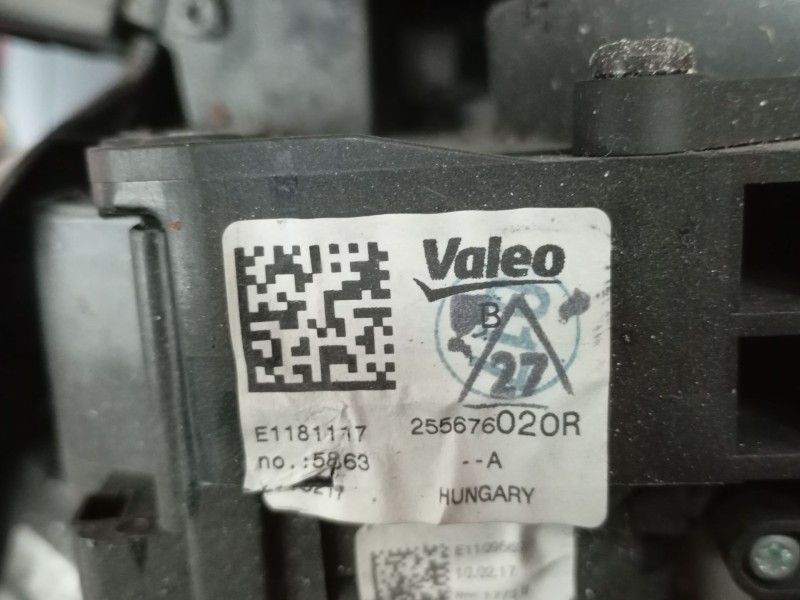 Valeo
B
27
E1181117
255676020R
no.:5863
--A
HUNGARY
10.02.17